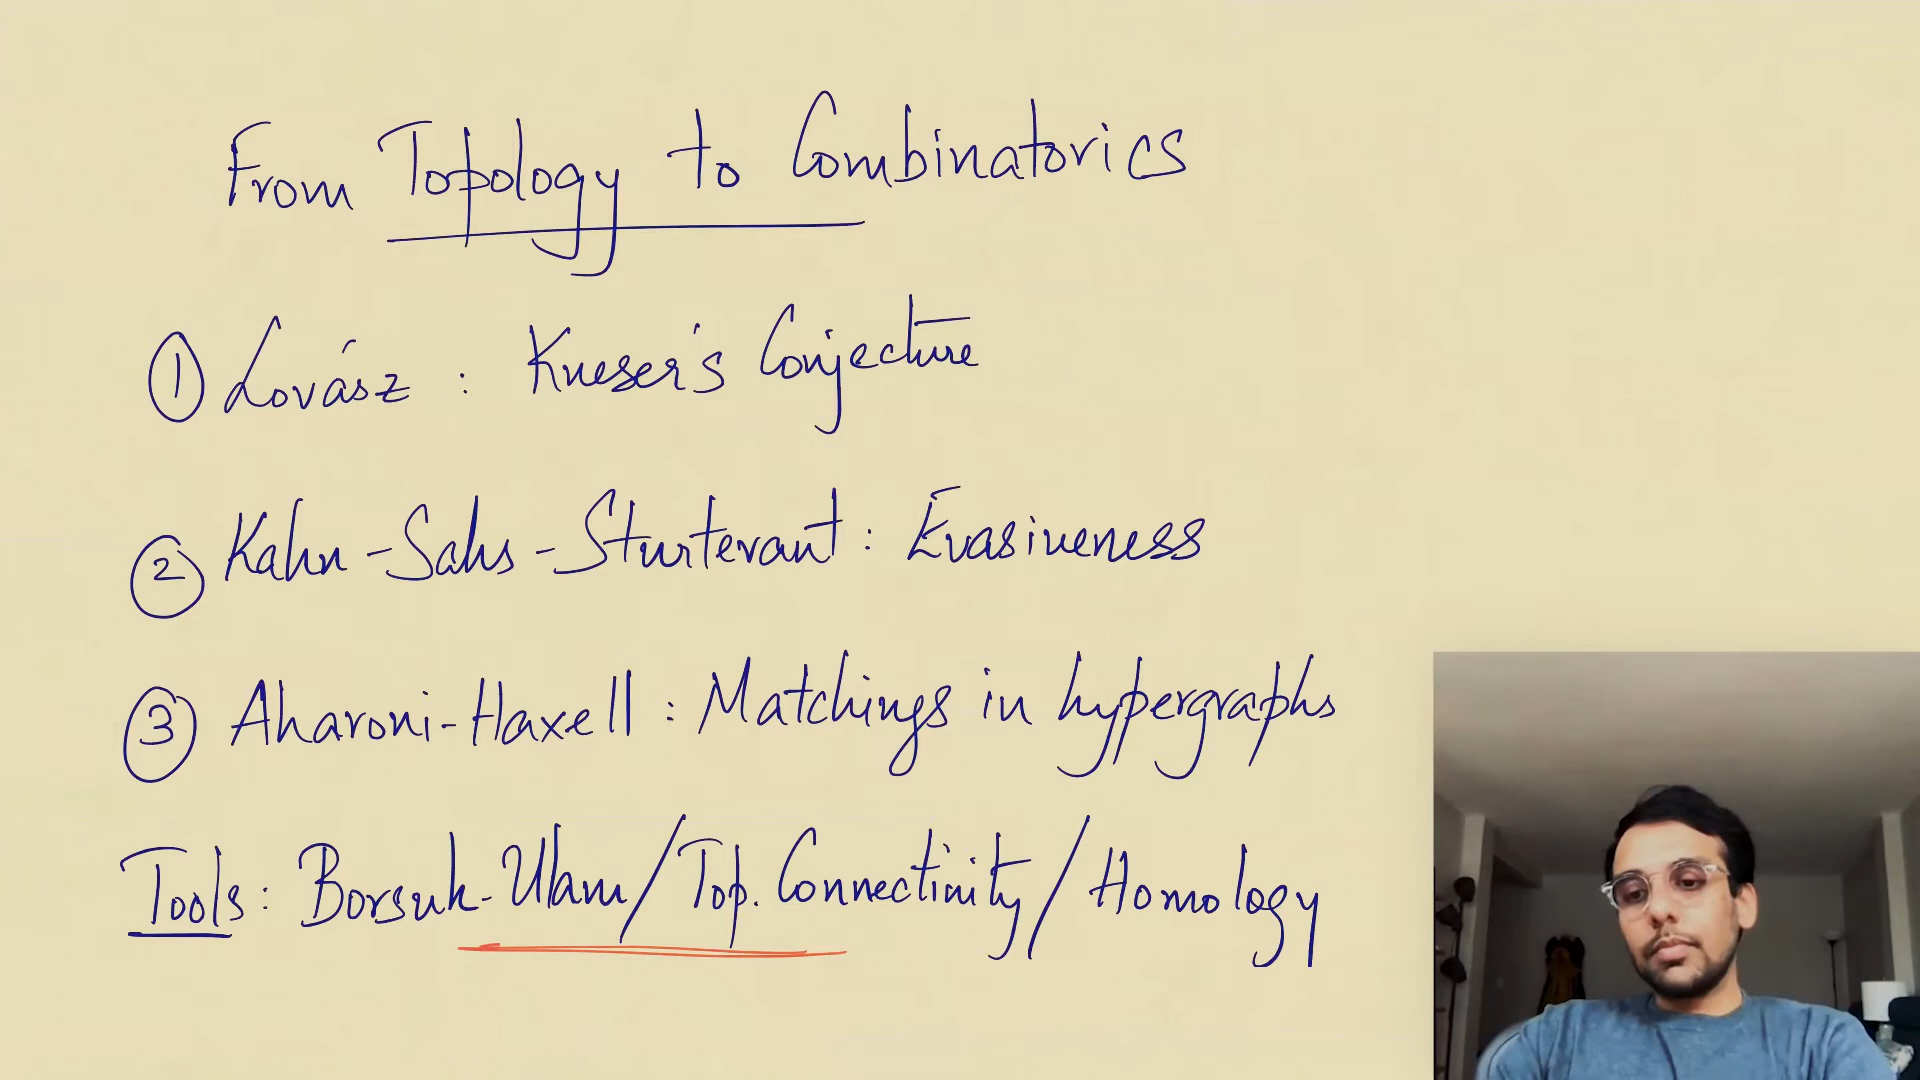 From Topology to Combinatorics
① Lovász : Kneser's Conjecture
② Kahn-Saks-Sturtevant : Evasiveness
③ Aharoni-Haxell : Matchings in hypergraphs
Tools : Borsuk-Ulam / Top. Connectivity / Homology